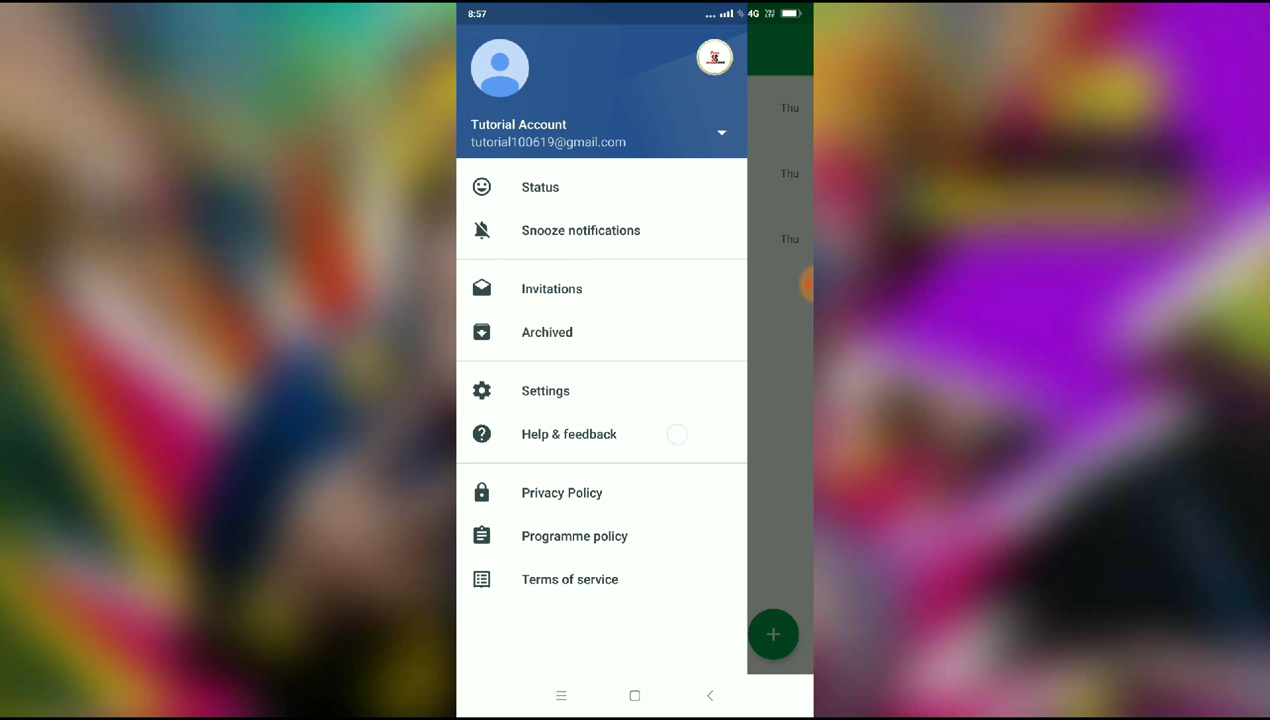 8:57
4G
Tutorial Account
tutorial100619@gmail.com
Thu
Status
Thu
Snooze notifications
Thu
Invitations
Archived
Settings
Help & feedback
Privacy Policy
Programme policy
Terms of service